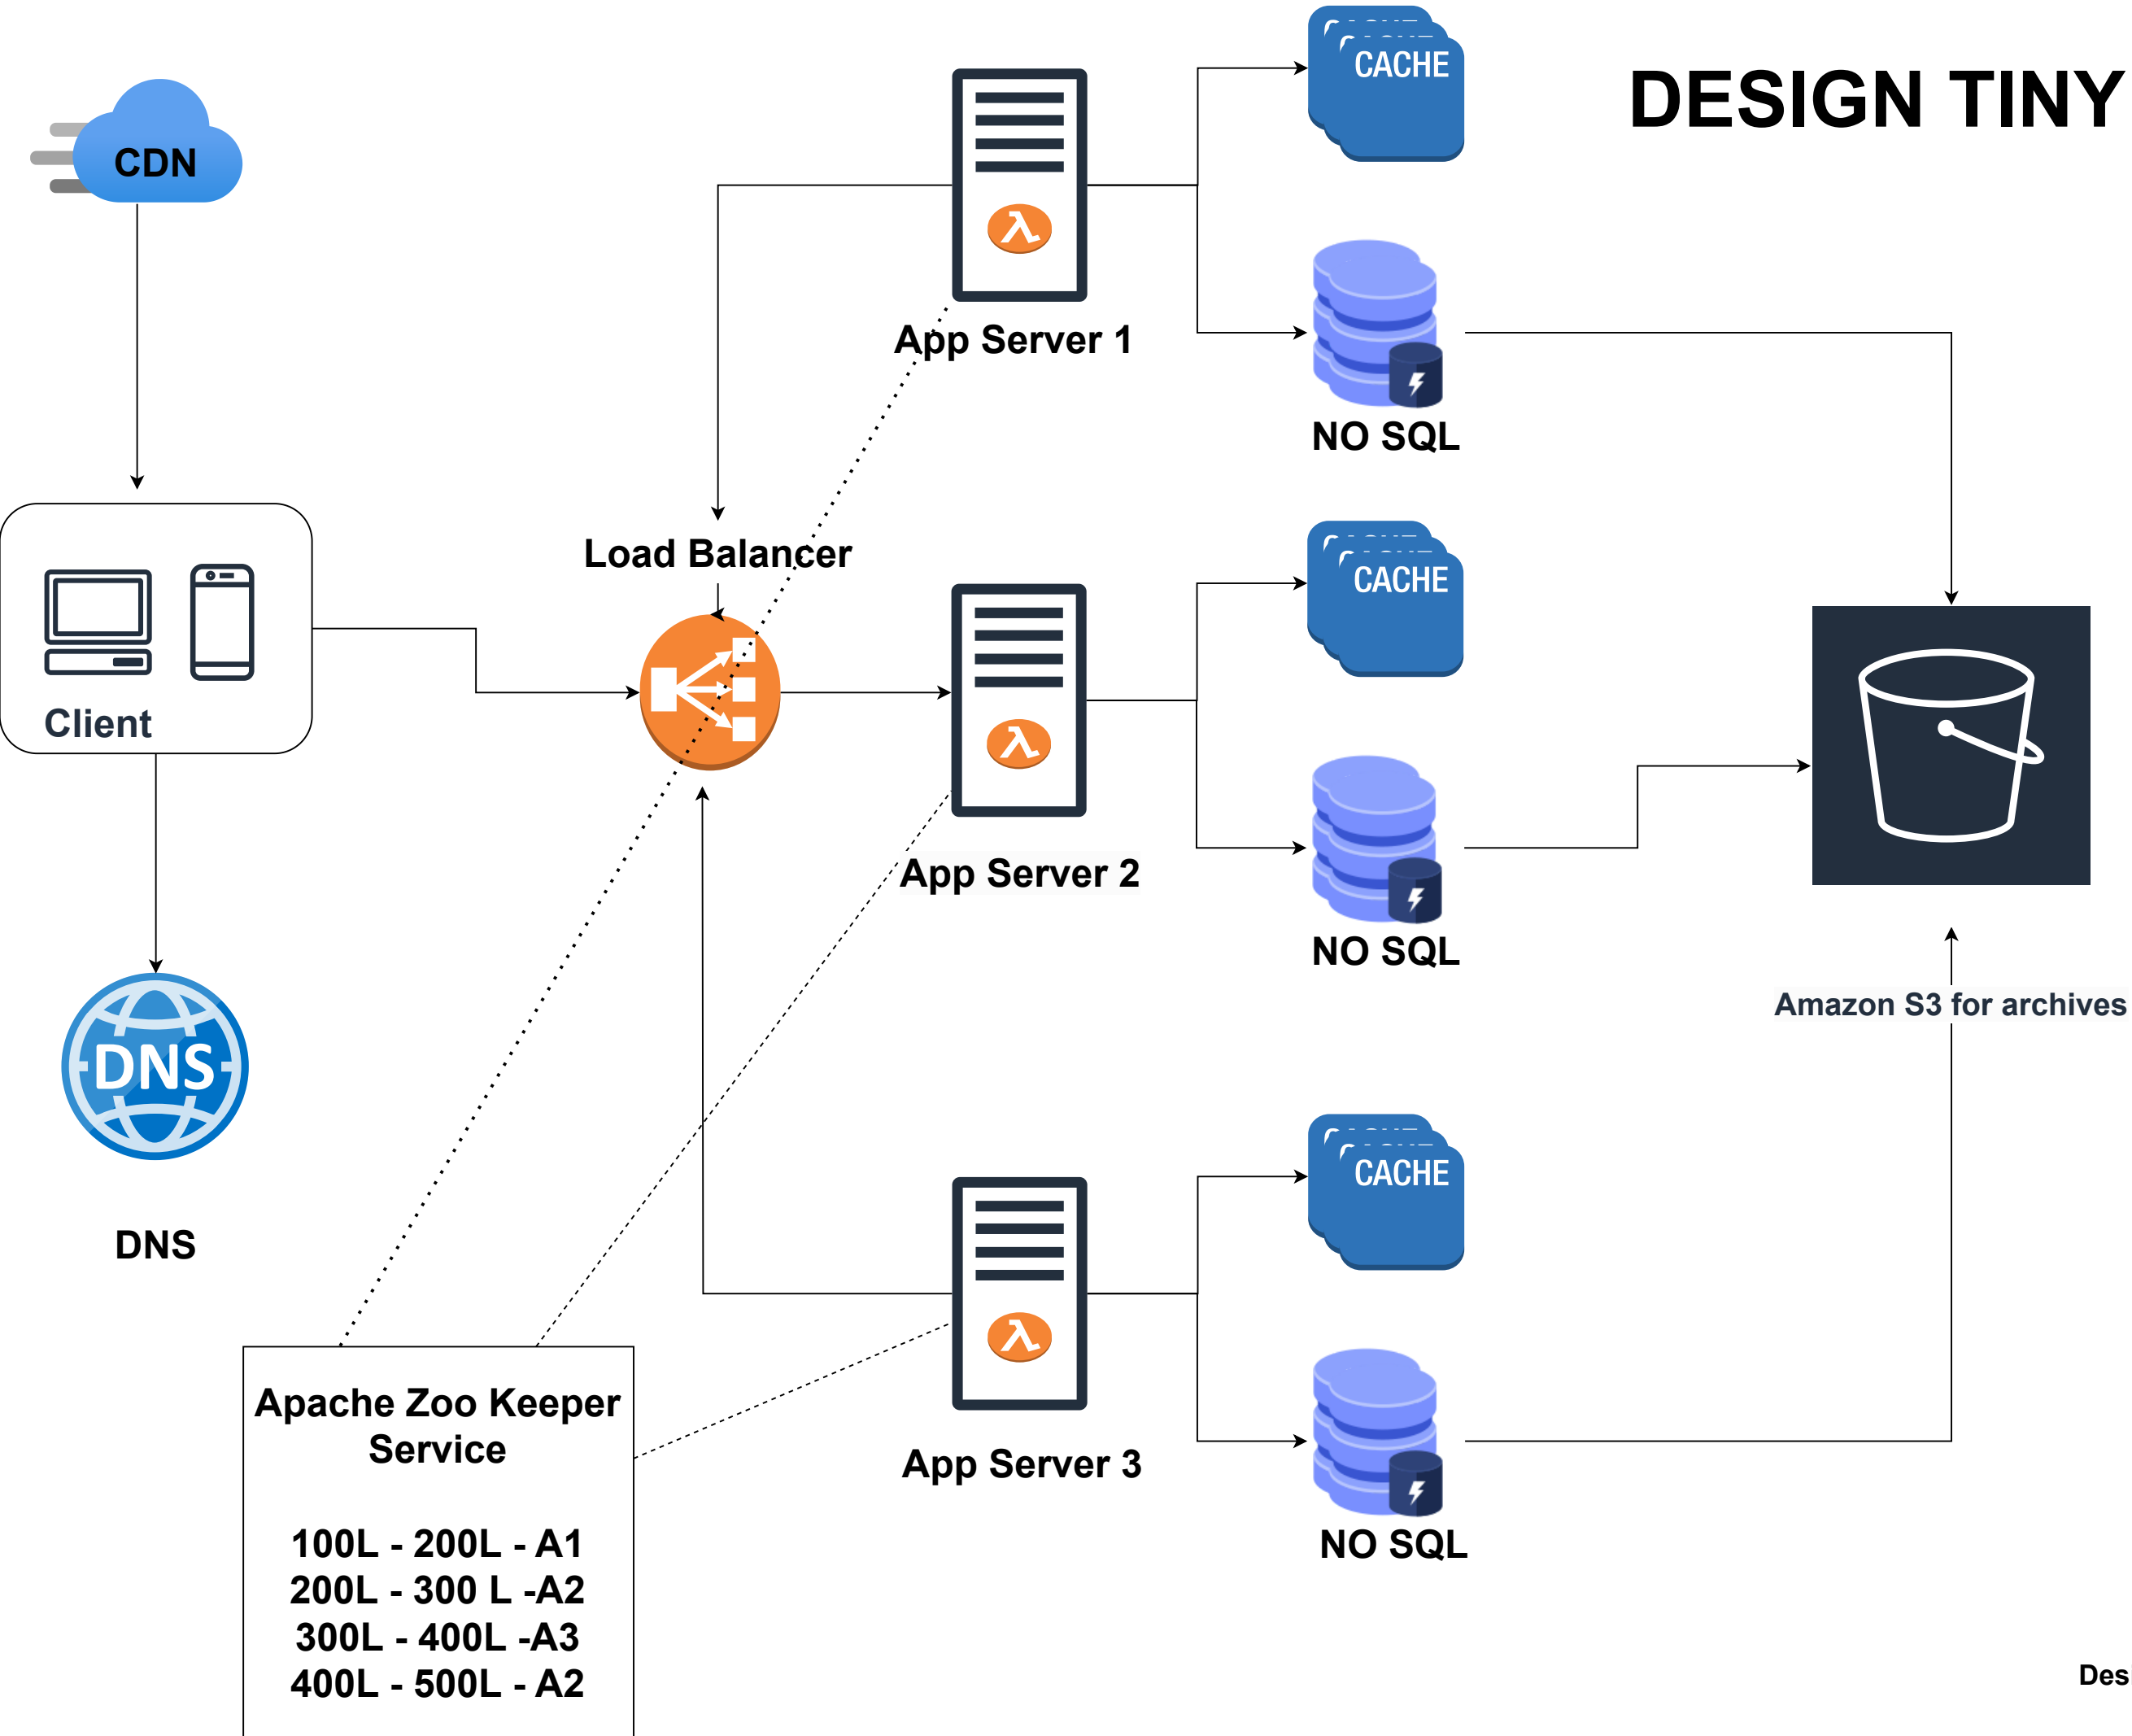 DESIGN TINY
CACHE
CDN
App Server 1
NO SQL
Load Balancer
CACHE
Client
App Server 2
NO SQL
Amazon S3 for archives
DNS
DNS
CACHE
App Server 3
NO SQL
Apache Zoo Keeper
Service
100L - 200L - A1
200L - 300 L -A2
300L - 400L -A3
400L - 500L - A2